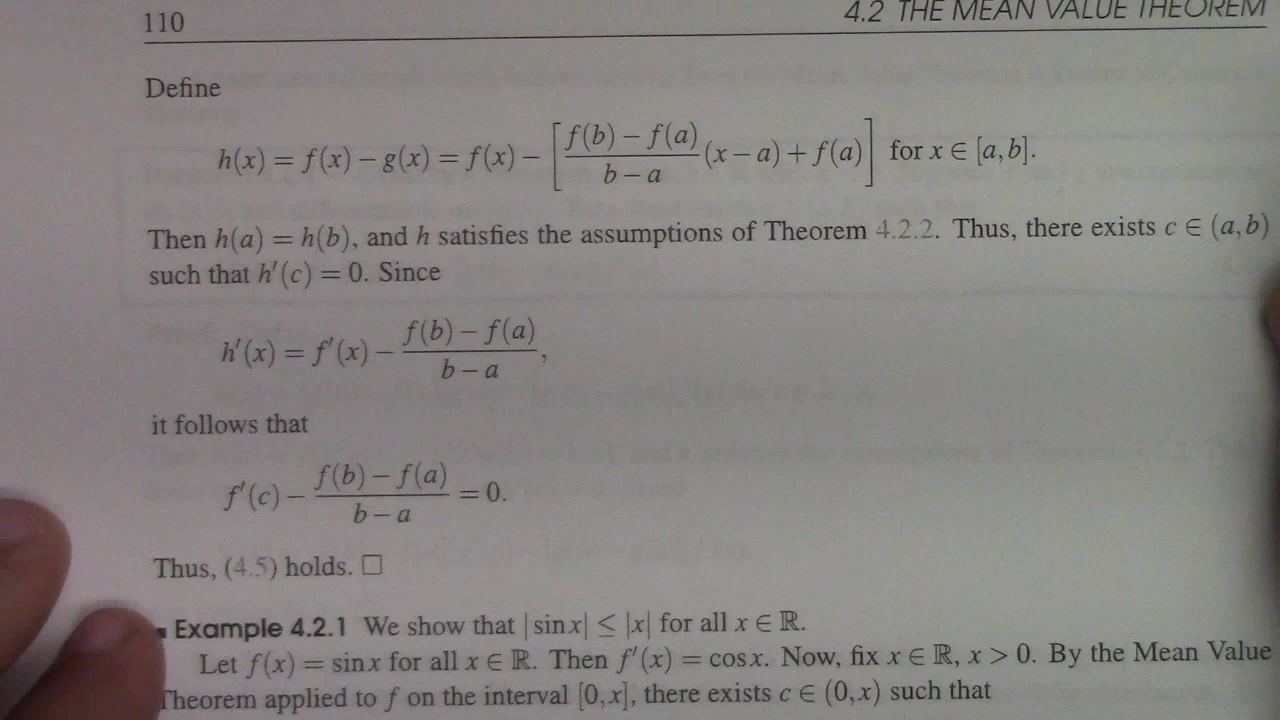 110
4.2 THE MEAN VALUE THEOREM
Define
h(x) = f(x) − g(x) = f(x) − [ \frac{f(b) − f(a)}{b − a} (x − a) + f(a) ] for x ∈ [a,b].
Then h(a) = h(b), and h satisfies the assumptions of Theorem 4.2.2. Thus, there exists c ∈ (a,b)
such that h′(c) = 0. Since
h′(x) = f′(x) − \frac{f(b) − f(a)}{b − a},
it follows that
f′(c) − \frac{f(b) − f(a)}{b − a} = 0.
Thus, (4.5) holds. □
▪ Example 4.2.1 We show that |sin x| ≤ |x| for all x ∈ ℝ.
Let f(x) = sin x for all x ∈ ℝ. Then f′(x) = cos x. Now, fix x ∈ ℝ, x > 0. By the Mean Value
Theorem applied to f on the interval [0,x], there exists c ∈ (0,x) such that